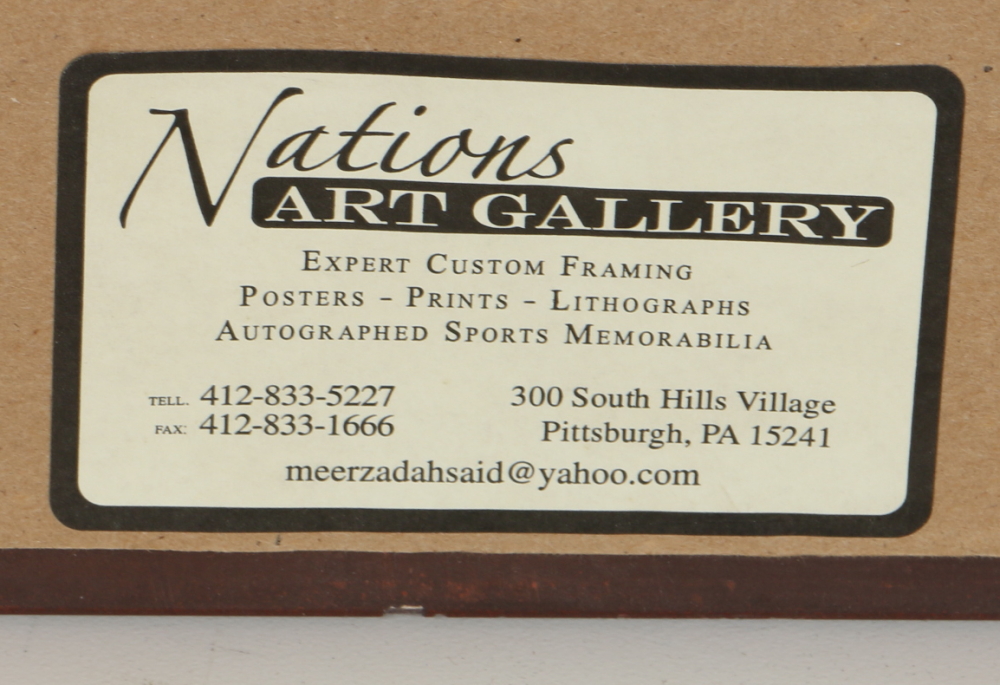 Nations
ART GALLERY
EXPERT CUSTOM FRAMING
POSTERS - PRINTS - LITHOGRAPHS
AUTOGRAPHED SPORTS MEMORABILIA
TELL. 412-833-5227
FAX: 412-833-1666
300 South Hills Village
Pittsburgh, PA 15241
meerzadahsaid@yahoo.com